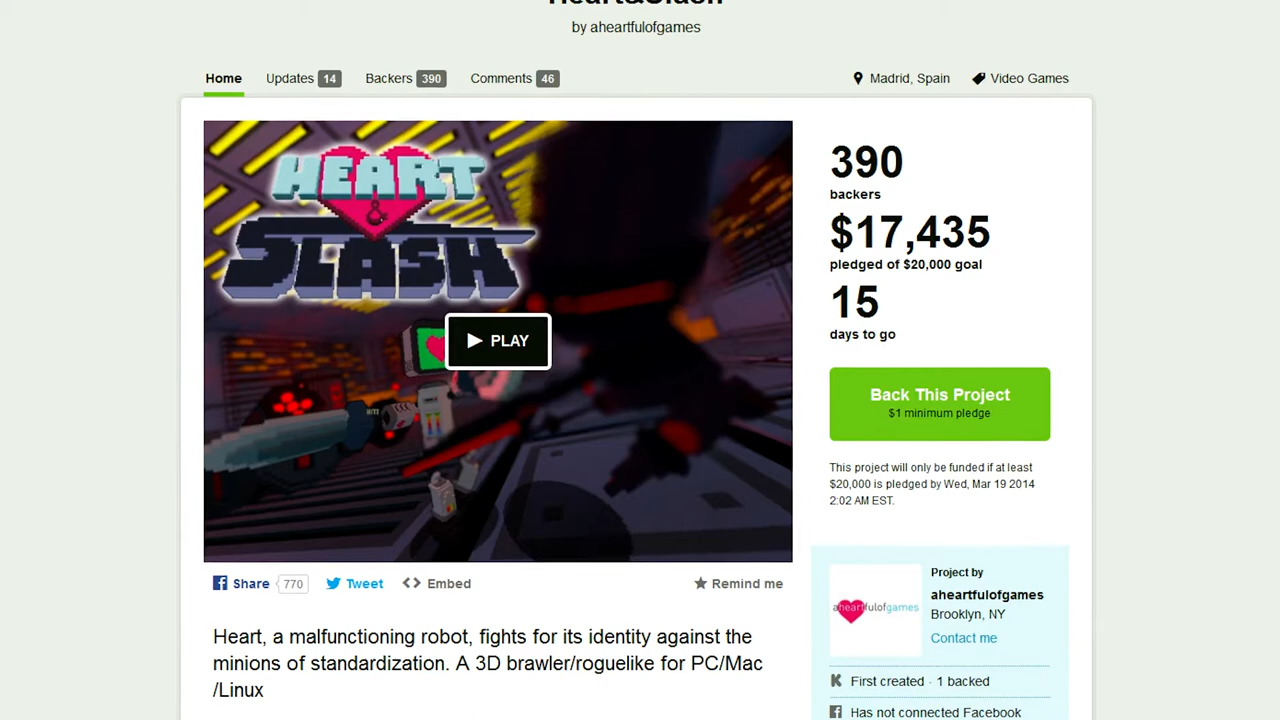 Heart&Slash
by aheartfulofgames
Home Updates 14 Backers 390 Comments 46 Madrid, Spain Video Games
HEART
&
SLASH
PLAY
390
backers
$17,435
pledged of $20,000 goal
15
days to go
Back This Project
$1 minimum pledge
This project will only be funded if at least
$20,000 is pledged by Wed, Mar 19 2014
2:02 AM EST.
Share 770 Tweet Embed Remind me
Heart, a malfunctioning robot, fights for its identity against the
minions of standardization. A 3D brawler/roguelike for PC/Mac
/Linux
aheartfulofgames
Project by
aheartfulofgames
Brooklyn, NY
Contact me
First created · 1 backed
Has not connected Facebook